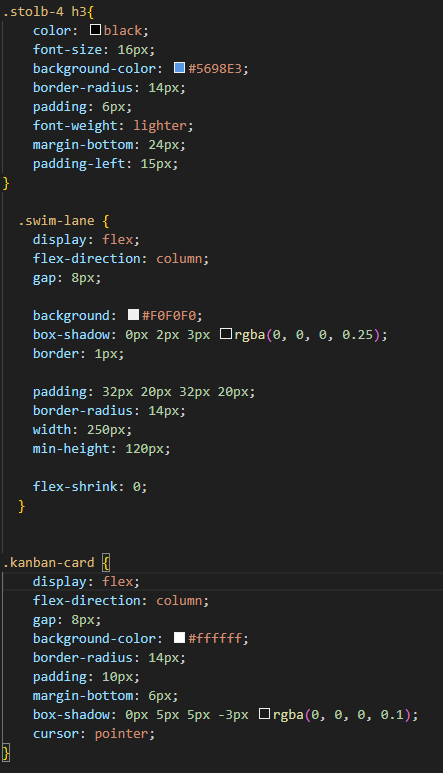 .stolb-4 h3{
color: black;
font-size: 16px;
background-color: #5698E3;
border-radius: 14px;
padding: 6px;
font-weight: lighter;
margin-bottom: 24px;
padding-left: 15px;
}
.swim-lane {
display: flex;
flex-direction: column;
gap: 8px;
background: #F0F0F0;
box-shadow: 0px 2px 3px rgba(0, 0, 0, 0.25);
border: 1px;
padding: 32px 20px 32px 20px;
border-radius: 14px;
width: 250px;
min-height: 120px;
flex-shrink: 0;
}
.kanban-card {
display: flex;
flex-direction: column;
gap: 8px;
background-color: #ffffff;
border-radius: 14px;
padding: 10px;
margin-bottom: 6px;
box-shadow: 0px 5px 5px -3px rgba(0, 0, 0, 0.1);
cursor: pointer;
}